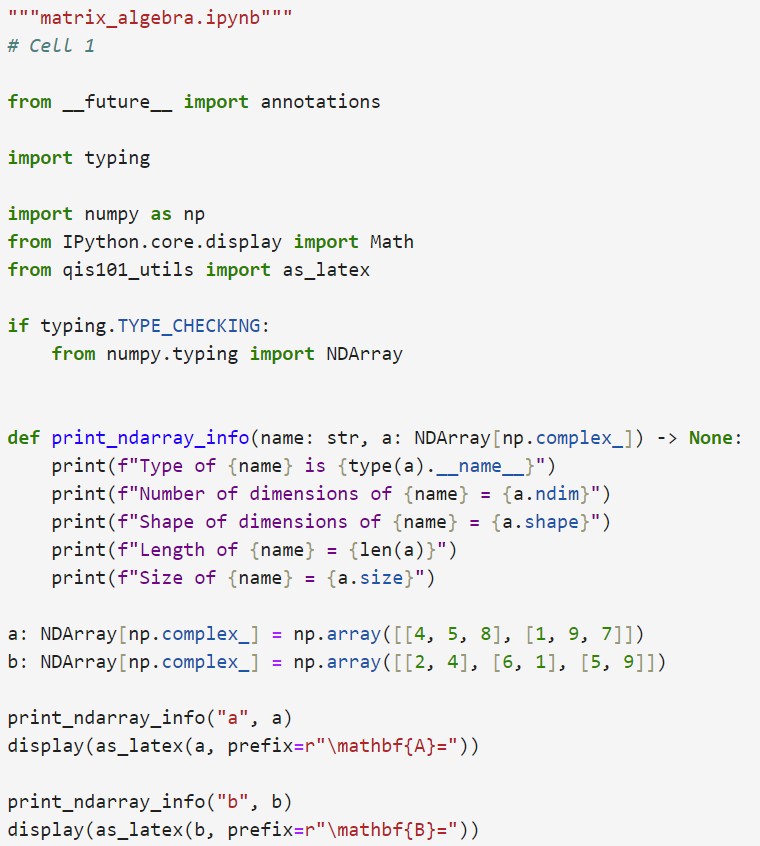 """matrix_algebra.ipynb"""
# Cell 1
from __future__ import annotations
import typing
import numpy as np
from IPython.core.display import Math
from qis101_utils import as_latex
if typing.TYPE_CHECKING:
    from numpy.typing import NDArray
def print_ndarray_info(name: str, a: NDArray[np.complex_]) -> None:
    print(f"Type of {name} is {type(a).__name__}")
    print(f"Number of dimensions of {name} = {a.ndim}")
    print(f"Shape of dimensions of {name} = {a.shape}")
    print(f"Length of {name} = {len(a)}")
    print(f"Size of {name} = {a.size}")
a: NDArray[np.complex_] = np.array([[4, 5, 8], [1, 9, 7]])
b: NDArray[np.complex_] = np.array([[2, 4], [6, 1], [5, 9]])
print_ndarray_info("a", a)
display(as_latex(a, prefix=r"\mathbf{A}="))
print_ndarray_info("b", b)
display(as_latex(b, prefix=r"\mathbf{B}="))